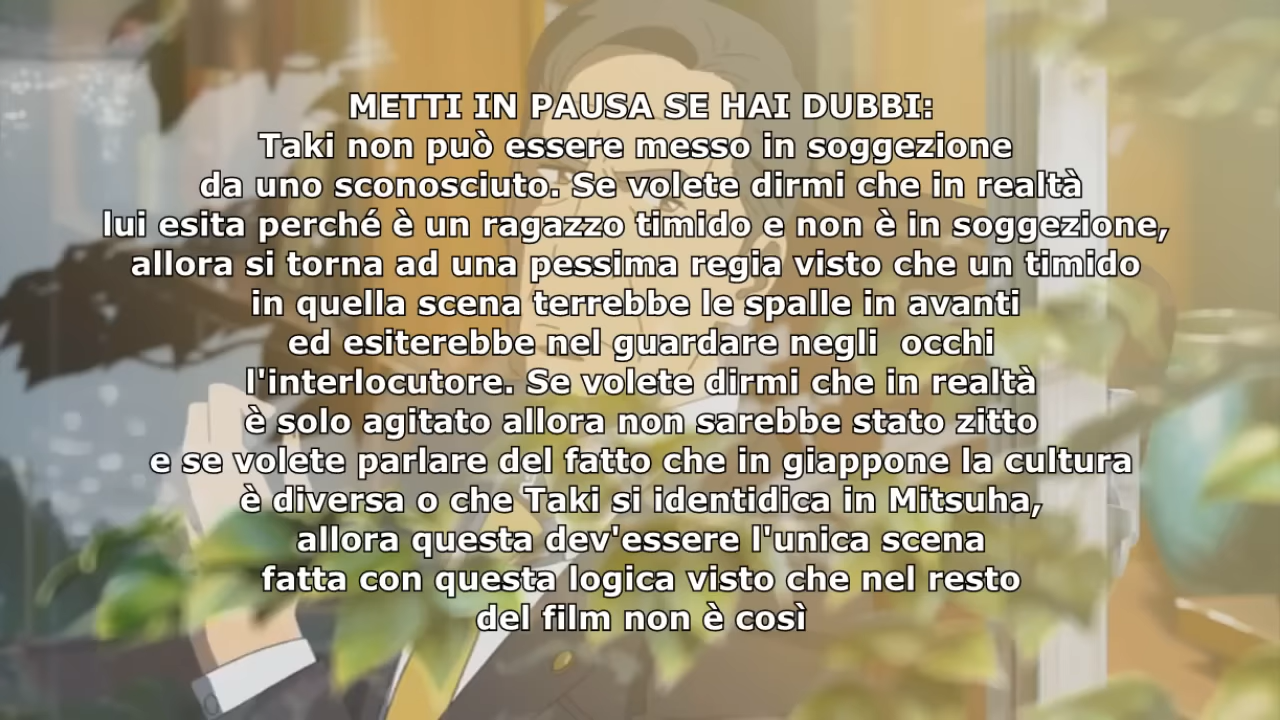 METTI IN PAUSA SE HAI DUBBI:
Taki non può essere messo in soggezione
da uno sconosciuto. Se volete dirmi che in realtà
lui esita perché è un ragazzo timido e non è in soggezione,
allora si torna ad una pessima regia visto che un timido
in quella scena terrebbe le spalle in avanti
ed esiterebbe nel guardare negli  occhi
l'interlocutore. Se volete dirmi che in realtà
è solo agitato allora non sarebbe stato zitto
e se volete parlare del fatto che in giappone la cultura
è diversa o che Taki si identidica in Mitsuha,
allora questa dev'essere l'unica scena
fatta con questa logica visto che nel resto
del film non è così